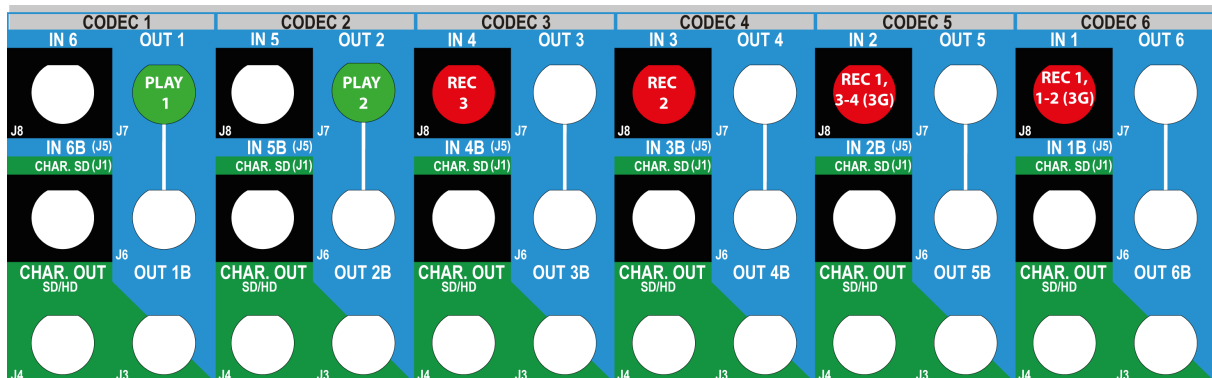 CODEC 1 CODEC 2 CODEC 3 CODEC 4 CODEC 5 CODEC 6
IN 6 OUT 1 IN 5 OUT 2 IN 4 OUT 3 IN 3 OUT 4 IN 2 OUT 5 IN 1 OUT 6
PLAY 1
PLAY 2
REC 3
REC 2
REC 1, 3-4 (3G)
REC 1, 1-2 (3G)
J8 J7 J8 J7 J8 J7 J8 J7 J8 J7 J8 J7
IN 6B (J5) IN 5B (J5) IN 4B (J5) IN 3B (J5) IN 2B (J5) IN 1B (J5)
CHAR. SD (J1) CHAR. SD (J1) CHAR. SD (J1) CHAR. SD (J1) CHAR. SD (J1) CHAR. SD (J1)
J6 J6 J6 J6 J6 J6
CHAR. OUT OUT 1B CHAR. OUT OUT 2B CHAR. OUT OUT 3B CHAR. OUT OUT 4B CHAR. OUT OUT 5B CHAR. OUT OUT 6B
SD/HD SD/HD SD/HD SD/HD SD/HD SD/HD
J4 J3 J4 J3 J4 J3 J4 J3 J4 J3 J4 J3